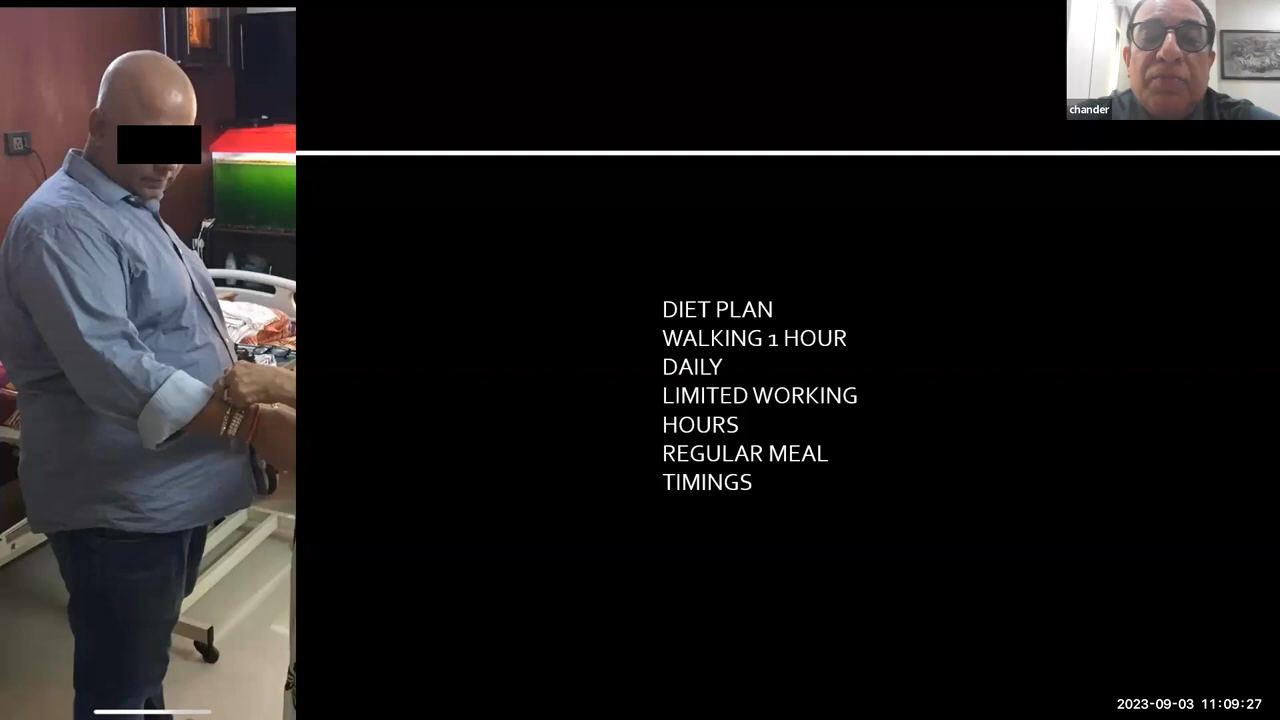 chander
DIET PLAN
WALKING 1 HOUR
DAILY
LIMITED WORKING
HOURS
REGULAR MEAL
TIMINGS
2023-09-03 11:09:27